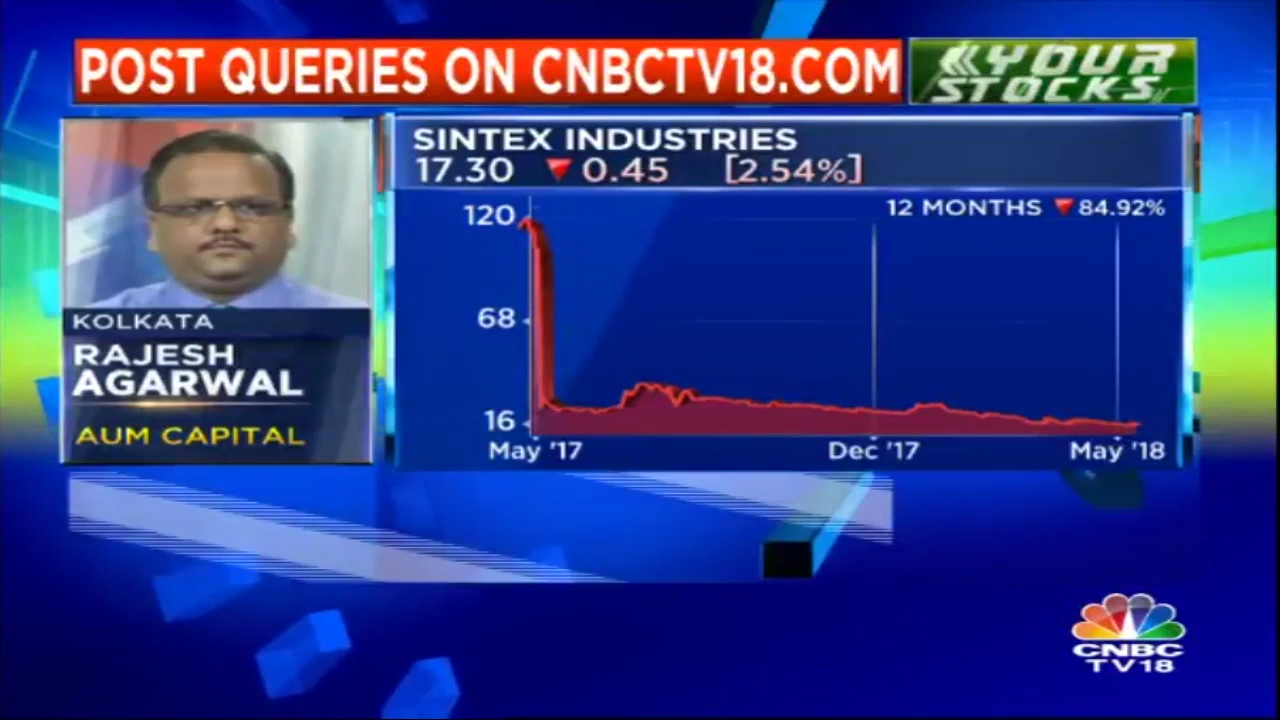 POST QUERIES ON CNBCTV18.COM
YOUR
STOCKS
SINTEX INDUSTRIES
17.30 ▼ 0.45 [2.54%]
12 MONTHS ▼ 84.92%
120
68
16
May '17 Dec '17 May '18
KOLKATA
RAJESH
AGARWAL
AUM CAPITAL
CNBC
TV18